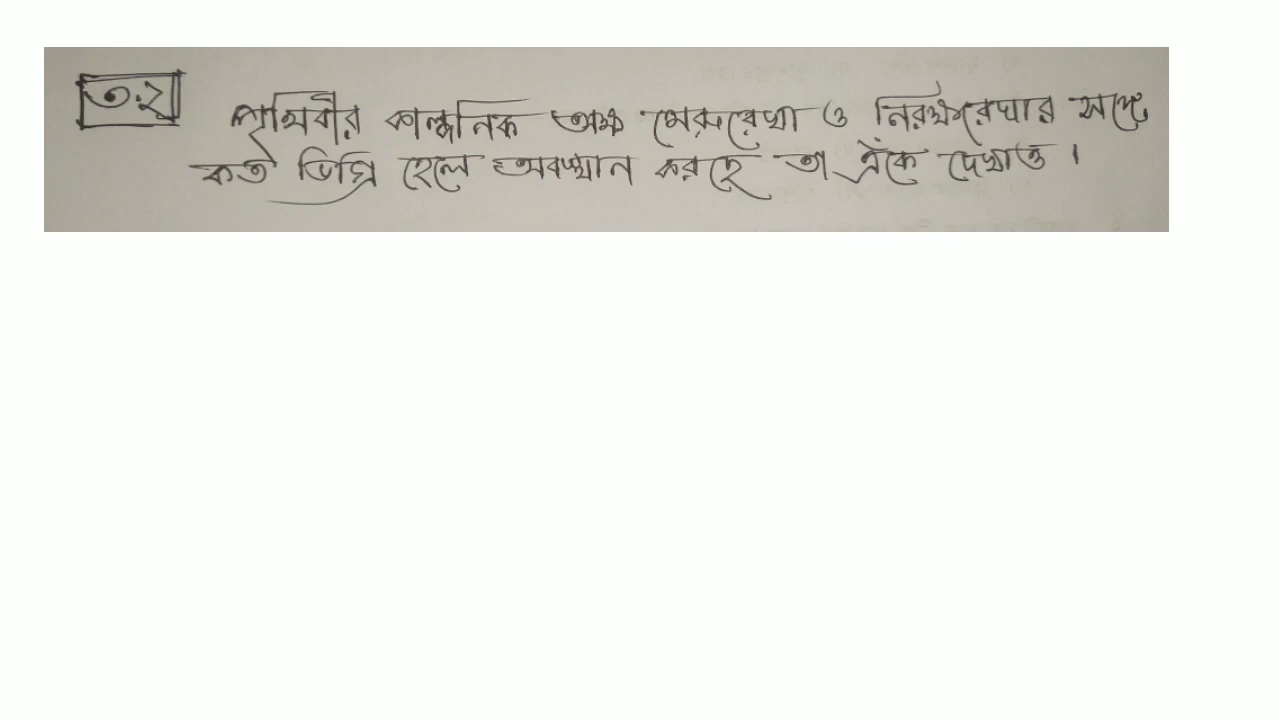 ৩.২ পৃথিবীর কাল্পনিক অক্ষ মেরুরেখা ও নিরক্ষরেখার সঙ্গে
কত ডিগ্রি হেলে অবস্থান করছে তা এঁকে দেখাও।